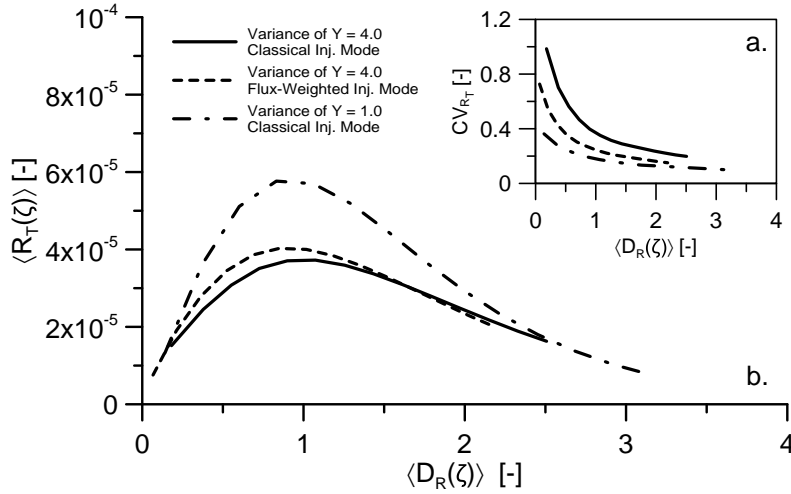 10⁻⁴
8x10⁻⁵
6x10⁻⁵
4x10⁻⁵
2x10⁻⁵
0
⟨R_T(ζ)⟩ [-]
0 1 2 3 4
⟨D_R(ζ)⟩ [-]
Variance of Y = 4.0
Classical Inj. Mode
Variance of Y = 4.0
Flux-Weighted Inj. Mode
Variance of Y = 1.0
Classical Inj. Mode
b.
1.2
0.8
0.4
0
CV_{R_T} [-]
0 1 2 3 4
⟨D_R(ζ)⟩ [-]
a.